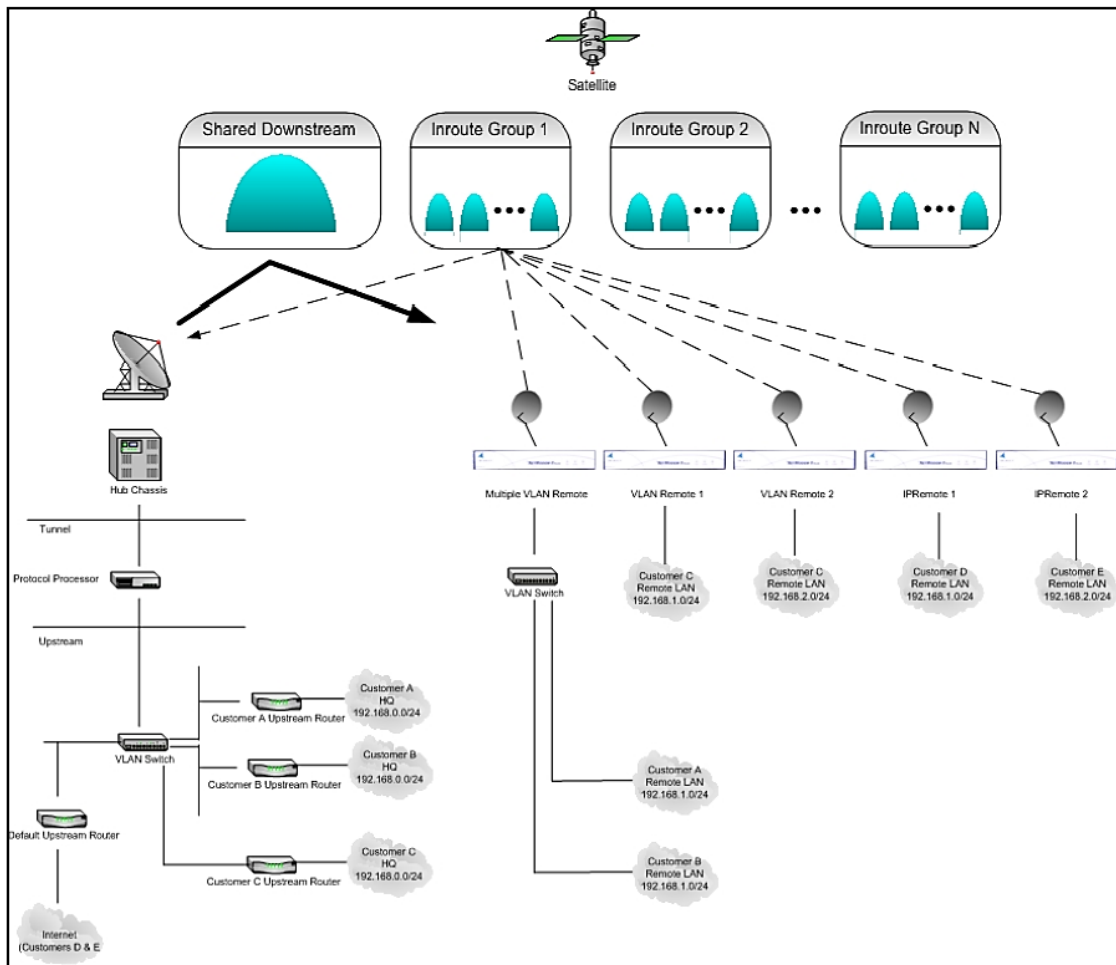 Satellite
Shared Downstream
Inroute Group 1
Inroute Group 2
Inroute Group N
Hub Chassis
Multiple VLAN Remote
VLAN Remote 1
VLAN Remote 2
IPRemote 1
IPRemote 2
Tunnel
Protocol Processor
VLAN Switch
Customer C
Remote LAN
192.168.1.0/24
Customer C
Remote LAN
192.168.2.0/24
Customer D
Remote LAN
192.168.1.0/24
Customer E
Remote LAN
192.168.2.0/24
Upstream
Customer A
HQ
192.168.0.0/24
Customer A Upstream Router
VLAN Switch
Customer B
HQ
192.168.0.0/24
Customer B Upstream Router
Customer A
Remote LAN
192.168.1.0/24
Default Upstream Router
Customer C
HQ
192.168.0.0/24
Customer C Upstream Router
Customer B
Remote LAN
192.168.1.0/24
Internet
(Customers D & E